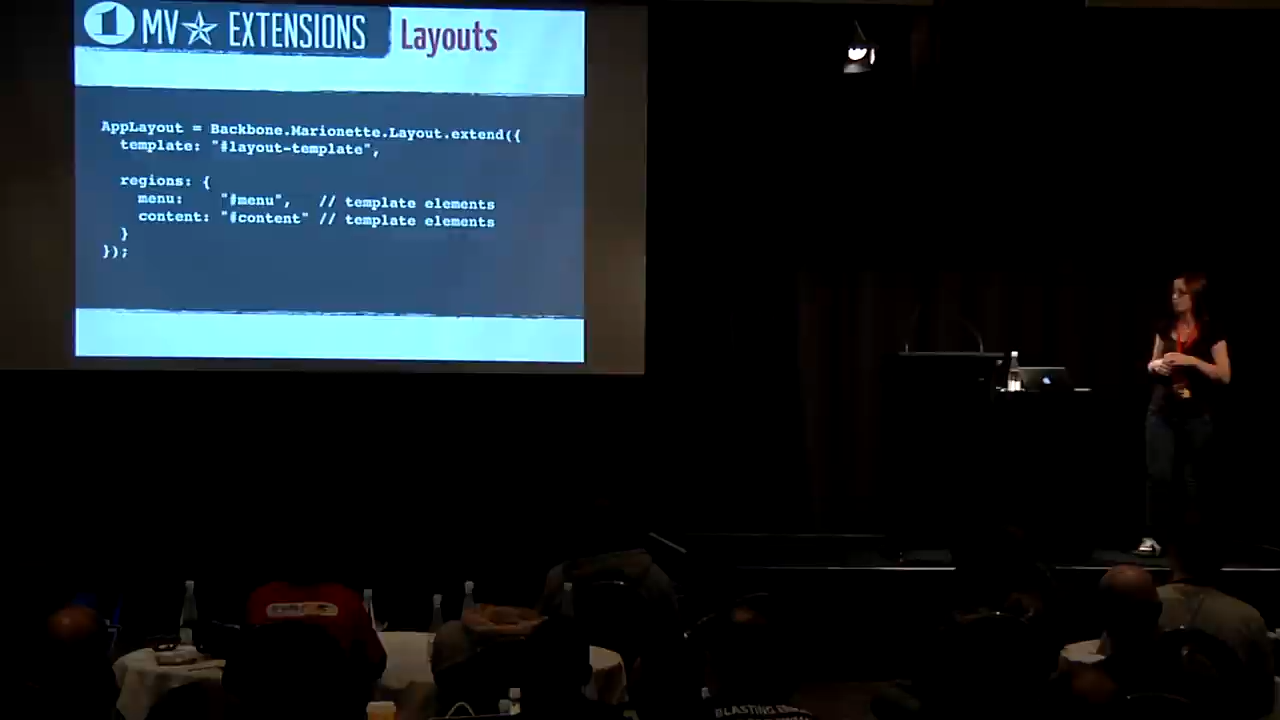 1 MV EXTENSIONS Layouts
AppLayout = Backbone.Marionette.Layout.extend({
template: "#layout-template",
regions: {
menu: "#menu", // template elements
content: "#content" // template elements
}
});
BLASTING